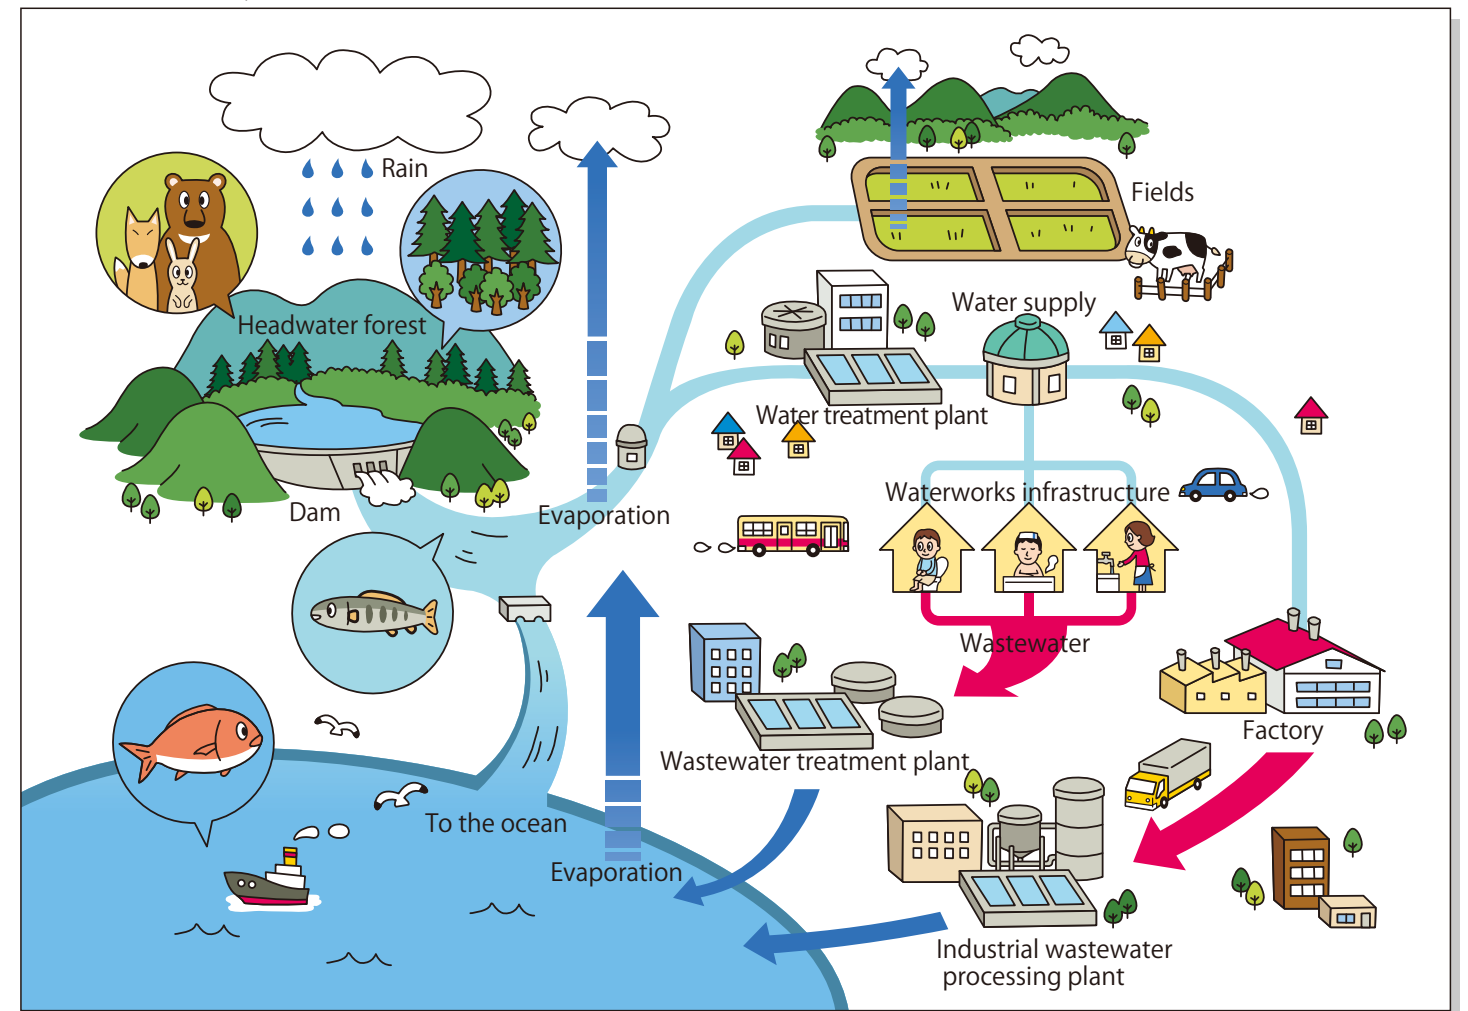 Rain
Fields
Headwater forest
Water supply
Water treatment plant
Waterworks infrastructure
Dam
Evaporation
Wastewater
Factory
Wastewater treatment plant
To the ocean
Evaporation
Industrial wastewater
processing plant